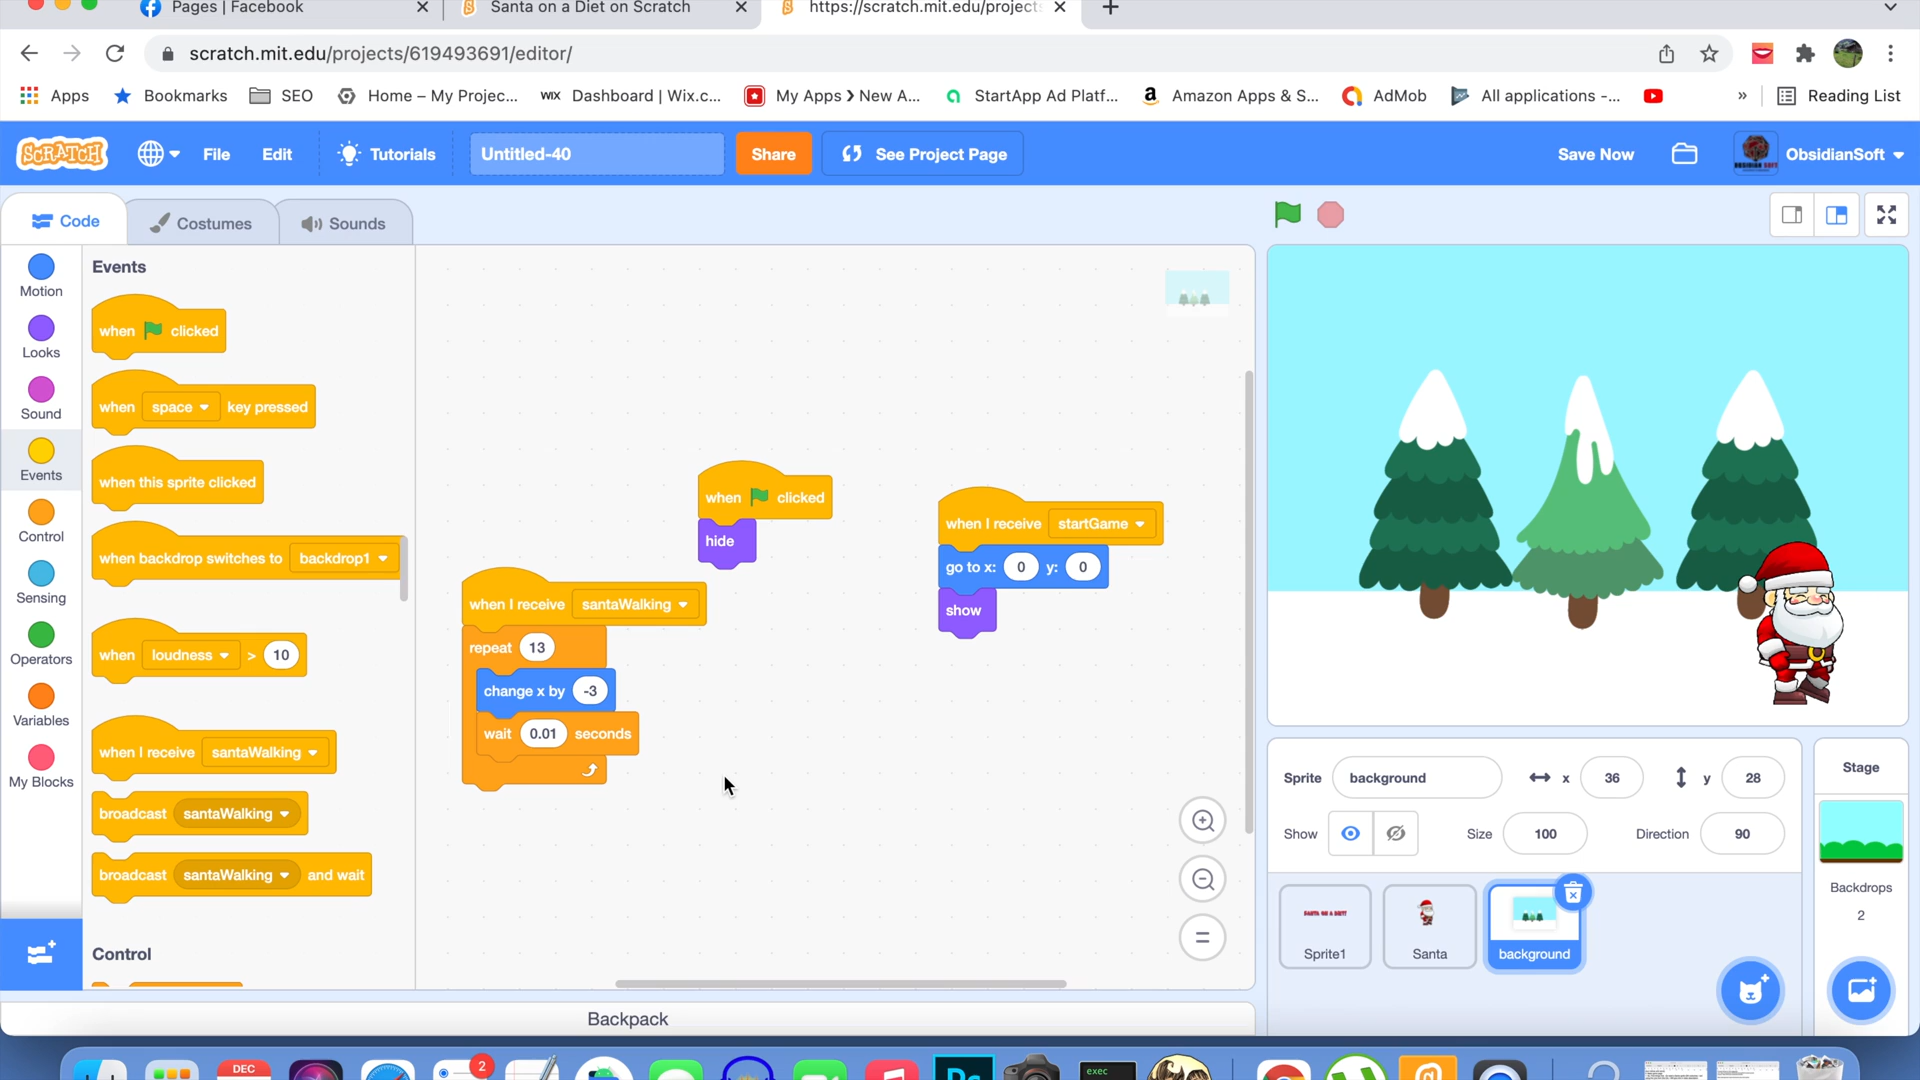 Pages | Facebook
Santa on a Diet on Scratch
https://scratch.mit.edu/project
scratch.mit.edu/projects/619493691/editor/
Apps
Bookmarks
SEO
Home – My Projec...
WIX
Dashboard | Wix.c...
My Apps > New A...
StartApp Ad Platf...
Amazon Apps & S...
AdMob
All applications -...
»
Reading List
SCRATCH
File
Edit
Tutorials
Untitled-40
Share
See Project Page
Save Now
ObsidianSoft
Code
Costumes
Sounds
Motion
Looks
Sound
Events
Control
Sensing
Operators
Variables
My Blocks
Events
when clicked
when space key pressed
when this sprite clicked
when backdrop switches to backdrop1
when loudness > 10
when I receive santaWalking
broadcast santaWalking
broadcast santaWalking and wait
Control
when clicked
hide
when I receive startGame
go to x: 0 y: 0
show
when I receive santaWalking
repeat 13
change x by -3
wait 0.01 seconds
Sprite background x 36 y 28
Show Size 100 Direction 90
SANTA ON A DIET
Sprite1
Santa
background
Stage
Backdrops
2
Backpack
DEC
2
exec